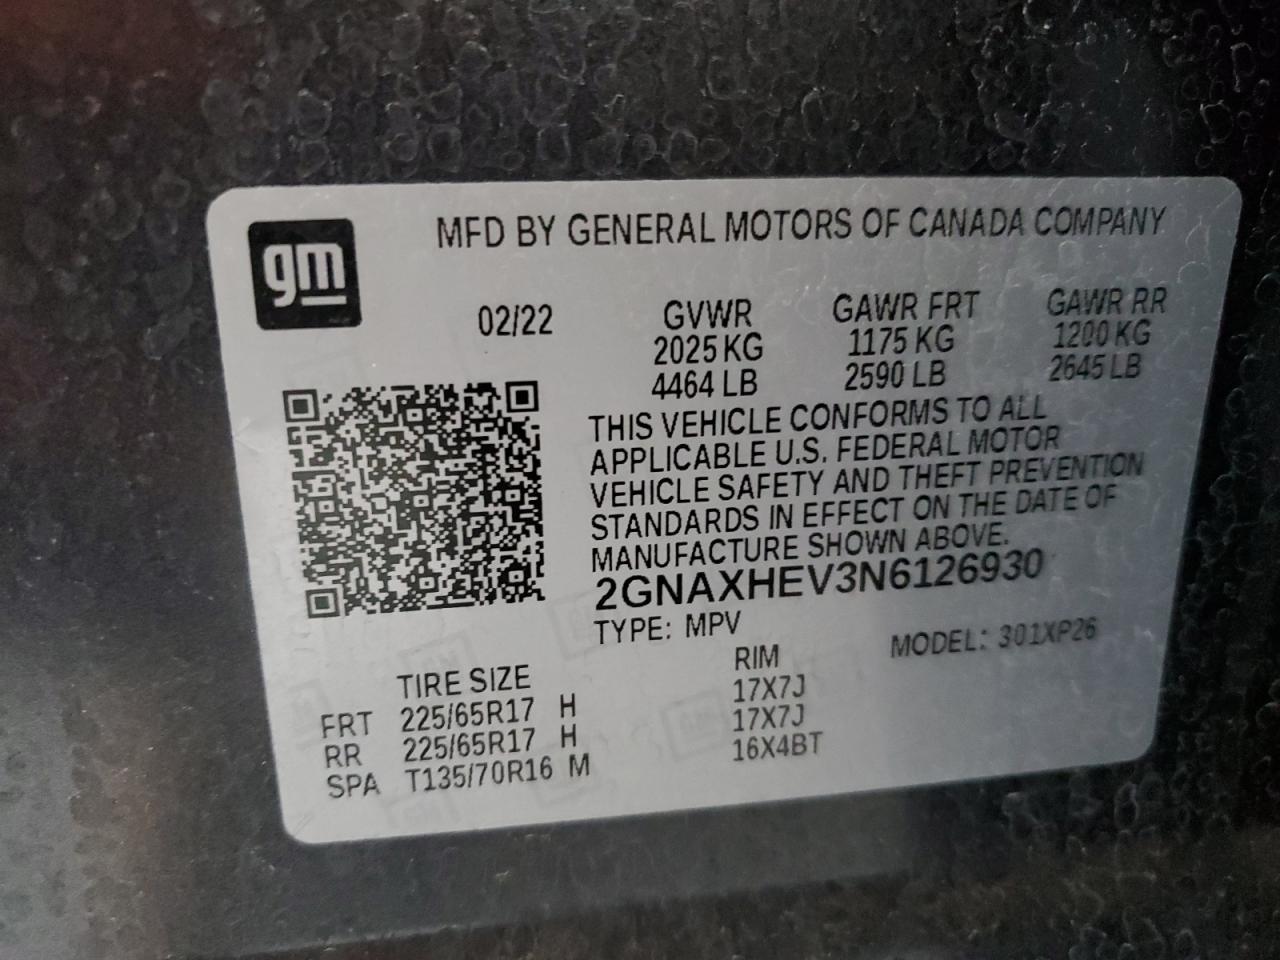 gm
MFD BY GENERAL MOTORS OF CANADA COMPANY
02/22 GVWR GAWR FRT GAWR RR
2025 KG 1175 KG 1200 KG
4464 LB 2590 LB 2645 LB
THIS VEHICLE CONFORMS TO ALL
APPLICABLE U.S. FEDERAL MOTOR
VEHICLE SAFETY AND THEFT PREVENTION
STANDARDS IN EFFECT ON THE DATE OF
MANUFACTURE SHOWN ABOVE.
2GNAXHEV3N6126930
TYPE: MPV MODEL: 301XP26
TIRE SIZE RIM
FRT 225/65R17 H 17X7J
RR 225/65R17 H 17X7J
SPA T135/70R16 M 16X4BT